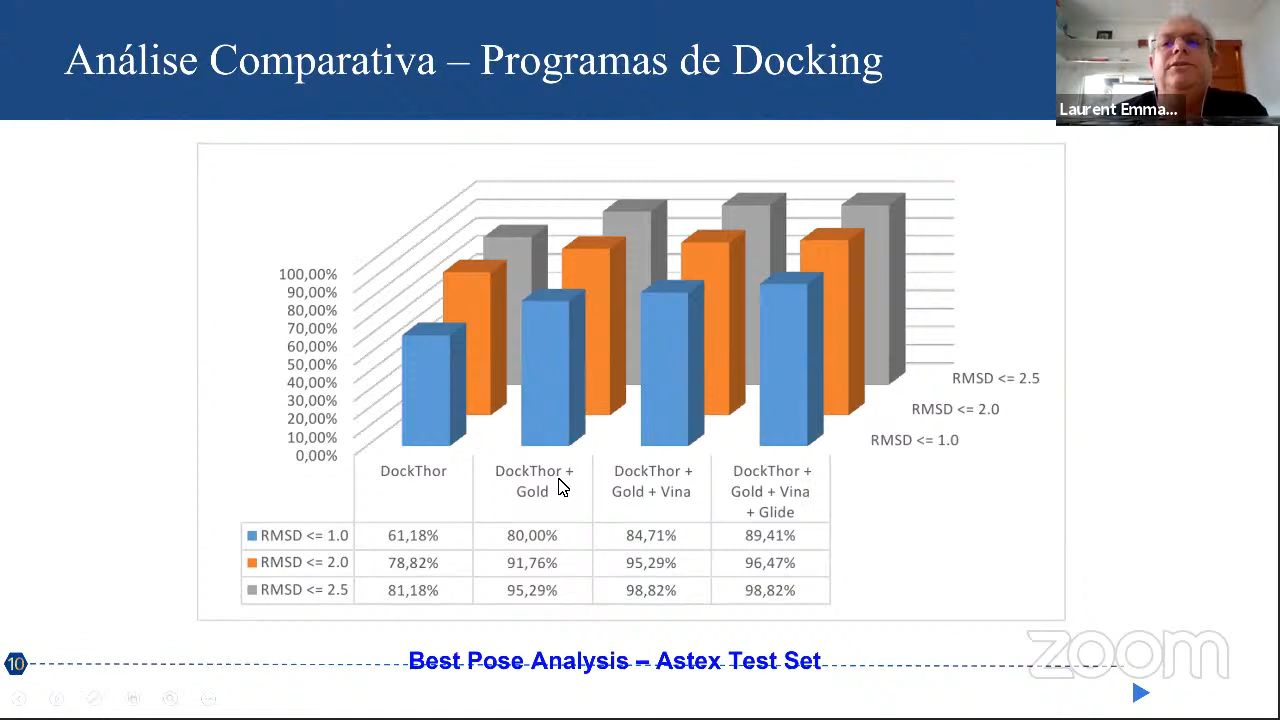 Análise Comparativa – Programas de Docking
Laurent Emma...
100,00%
90,00%
80,00%
70,00%
60,00%
50,00%
40,00%
30,00%
20,00%
10,00%
0,00%
RMSD <= 2.5
RMSD <= 2.0
RMSD <= 1.0
DockThor
DockThor +
Gold
DockThor +
Gold + Vina
DockThor +
Gold + Vina
+ Glide
RMSD <= 1.0 61,18% 80,00% 84,71% 89,41%
RMSD <= 2.0 78,82% 91,76% 95,29% 96,47%
RMSD <= 2.5 81,18% 95,29% 98,82% 98,82%
zoom
10
Best Pose Analysis – Astex Test Set